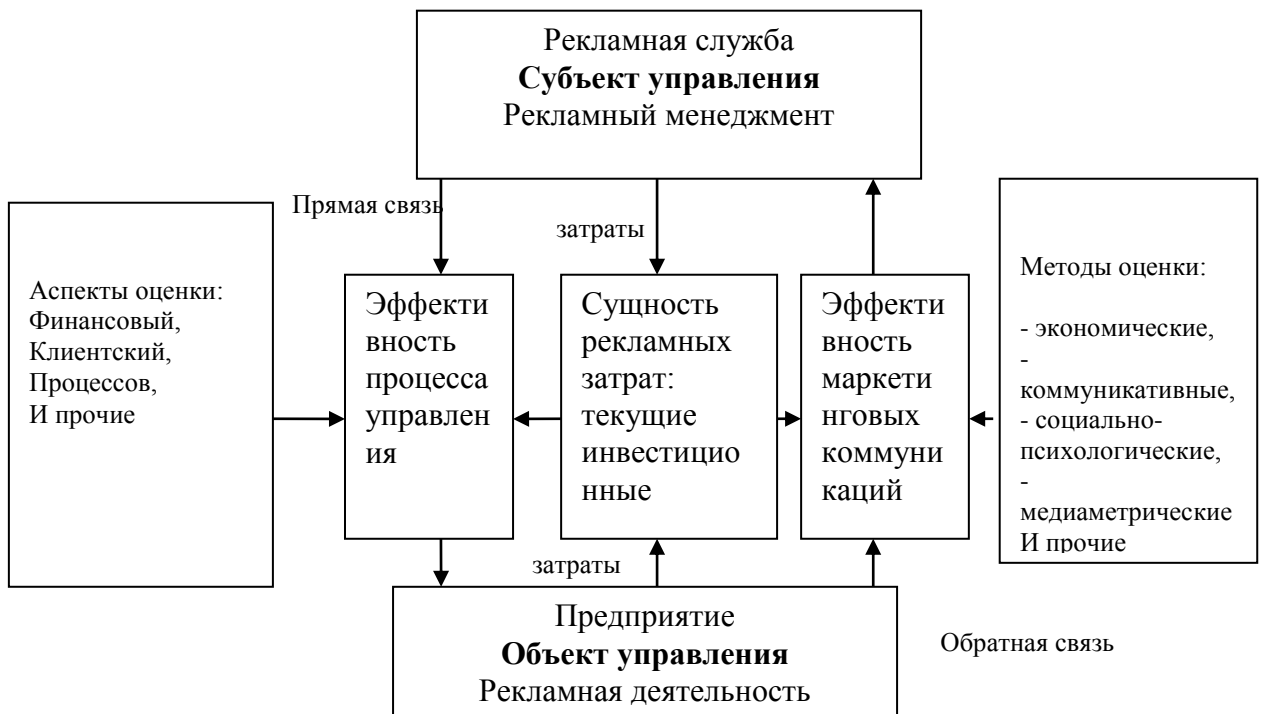 Рекламная служба
Субъект управления
Рекламный менеджмент
Прямая связь
затраты
Аспекты оценки:
Финансовый,
Клиентский,
Процессов,
И прочие
Эффекти
вность
процесса
управлен
ия
Сущность
рекламных
затрат:
текущие
инвестицио
нные
Эффекти
вность
маркети
нговых
коммуни
каций
Методы оценки:
- экономические,
-
коммуникативные,
- социально-
психологические,
-
медиаметрические
И прочие
затраты
Предприятие
Объект управления
Рекламная деятельность
Обратная связь